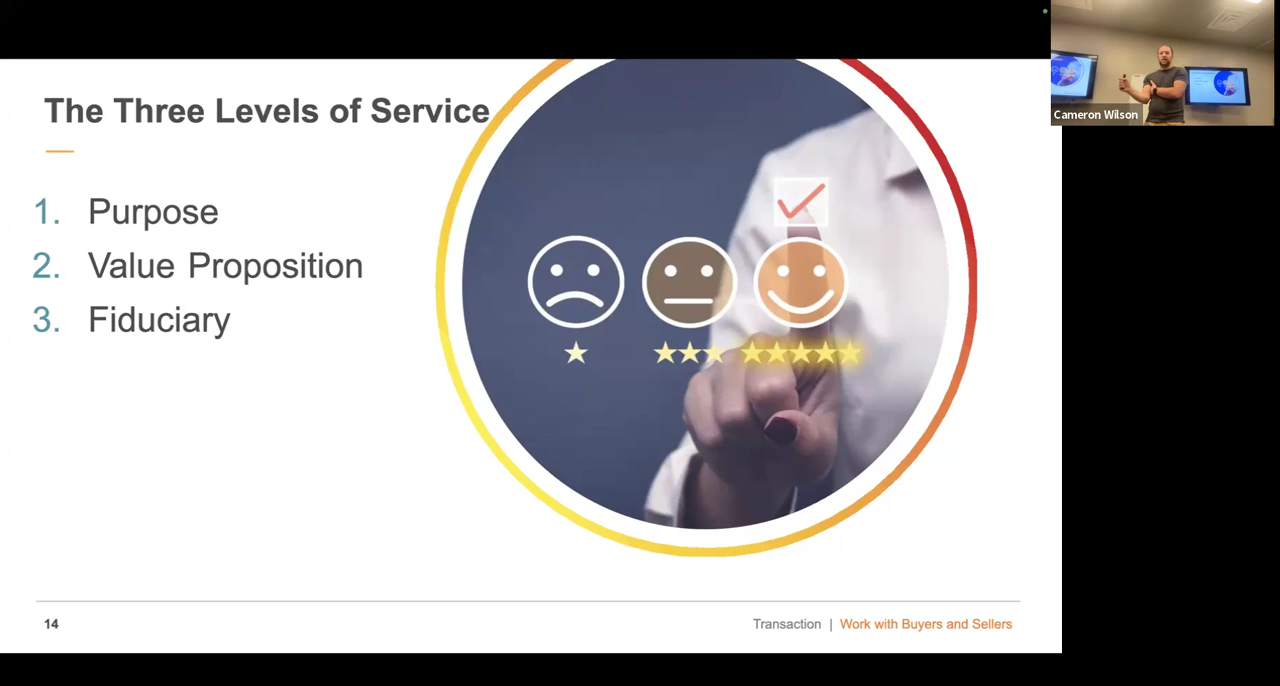 The Three Levels of Service
1. Purpose
2. Value Proposition
3. Fiduciary
14
Transaction | Work with Buyers and Sellers
Cameron Wilson